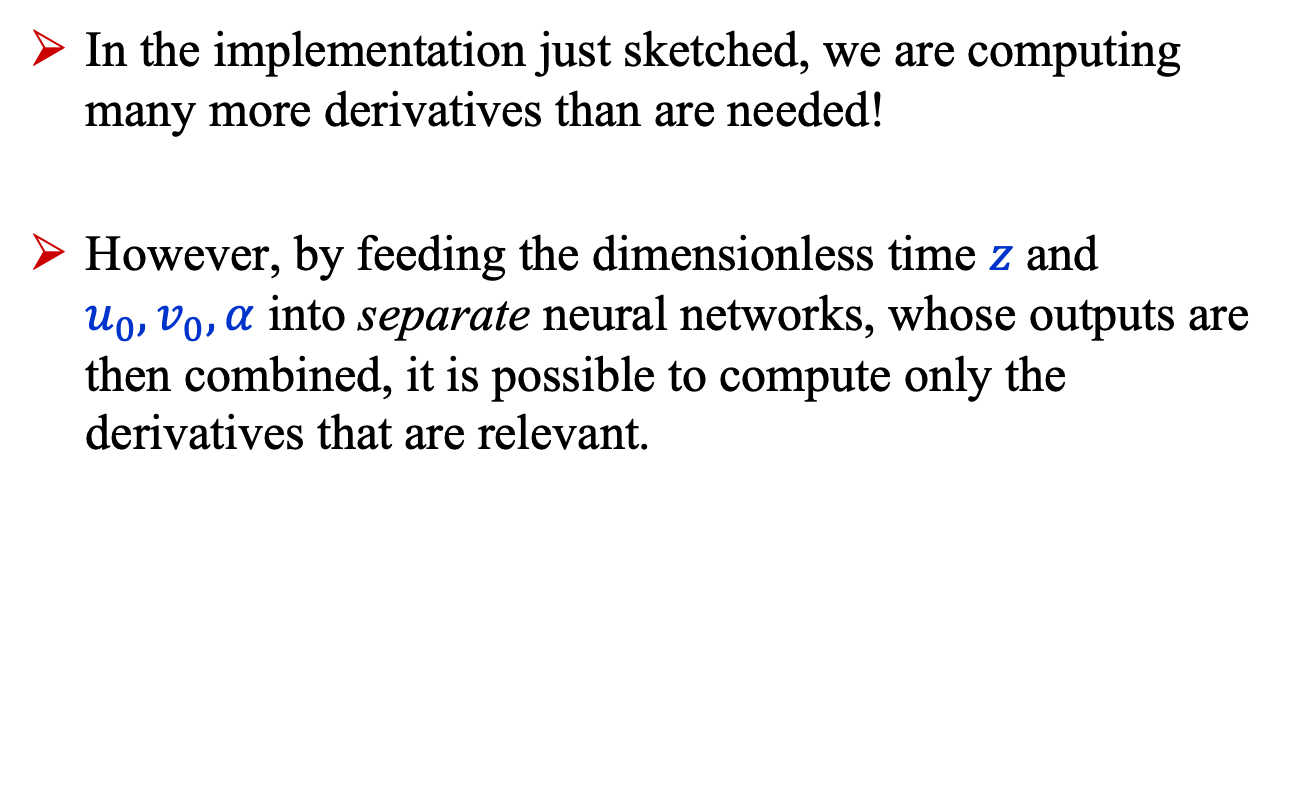 ➢ In the implementation just sketched, we are computing
many more derivatives than are needed!
➢ However, by feeding the dimensionless time 𝑧 and
𝑢₀, 𝑣₀, 𝛼 into separate neural networks, whose outputs are
then combined, it is possible to compute only the
derivatives that are relevant.